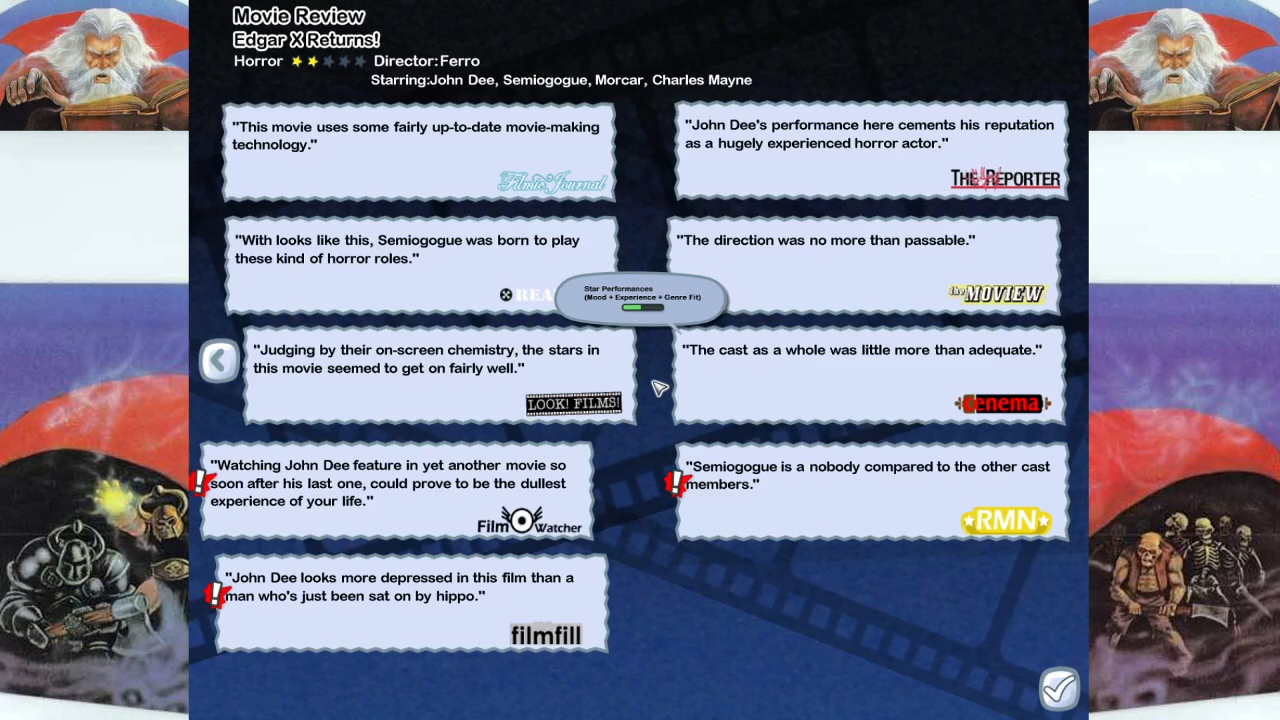 Movie Review
Edgar X Returns!
Horror Director:Ferro
Starring:John Dee, Semiogogue, Morcar, Charles Mayne
"This movie uses some fairly up-to-date movie-making
technology."
Filmic Journal
"John Dee's performance here cements his reputation
as a hugely experienced horror actor."
"With looks like this, Semiogogue was born to play
these kind of horror roles."
"The direction was no more than passable."
the MOVIEW
Star Performances
(Mood + Experience + Genre Fit)
"Judging by their on-screen chemistry, the stars in
this movie seemed to get on fairly well."
LOOK! FILMS!
"The cast as a whole was little more than adequate."
Cenema
"Watching John Dee feature in yet another movie so
soon after his last one, could prove to be the dullest
experience of your life."
Film Watcher
"Semiogogue is a nobody compared to the other cast
members."
RMN
"John Dee looks more depressed in this film than a
man who's just been sat on by hippo."
filmfill